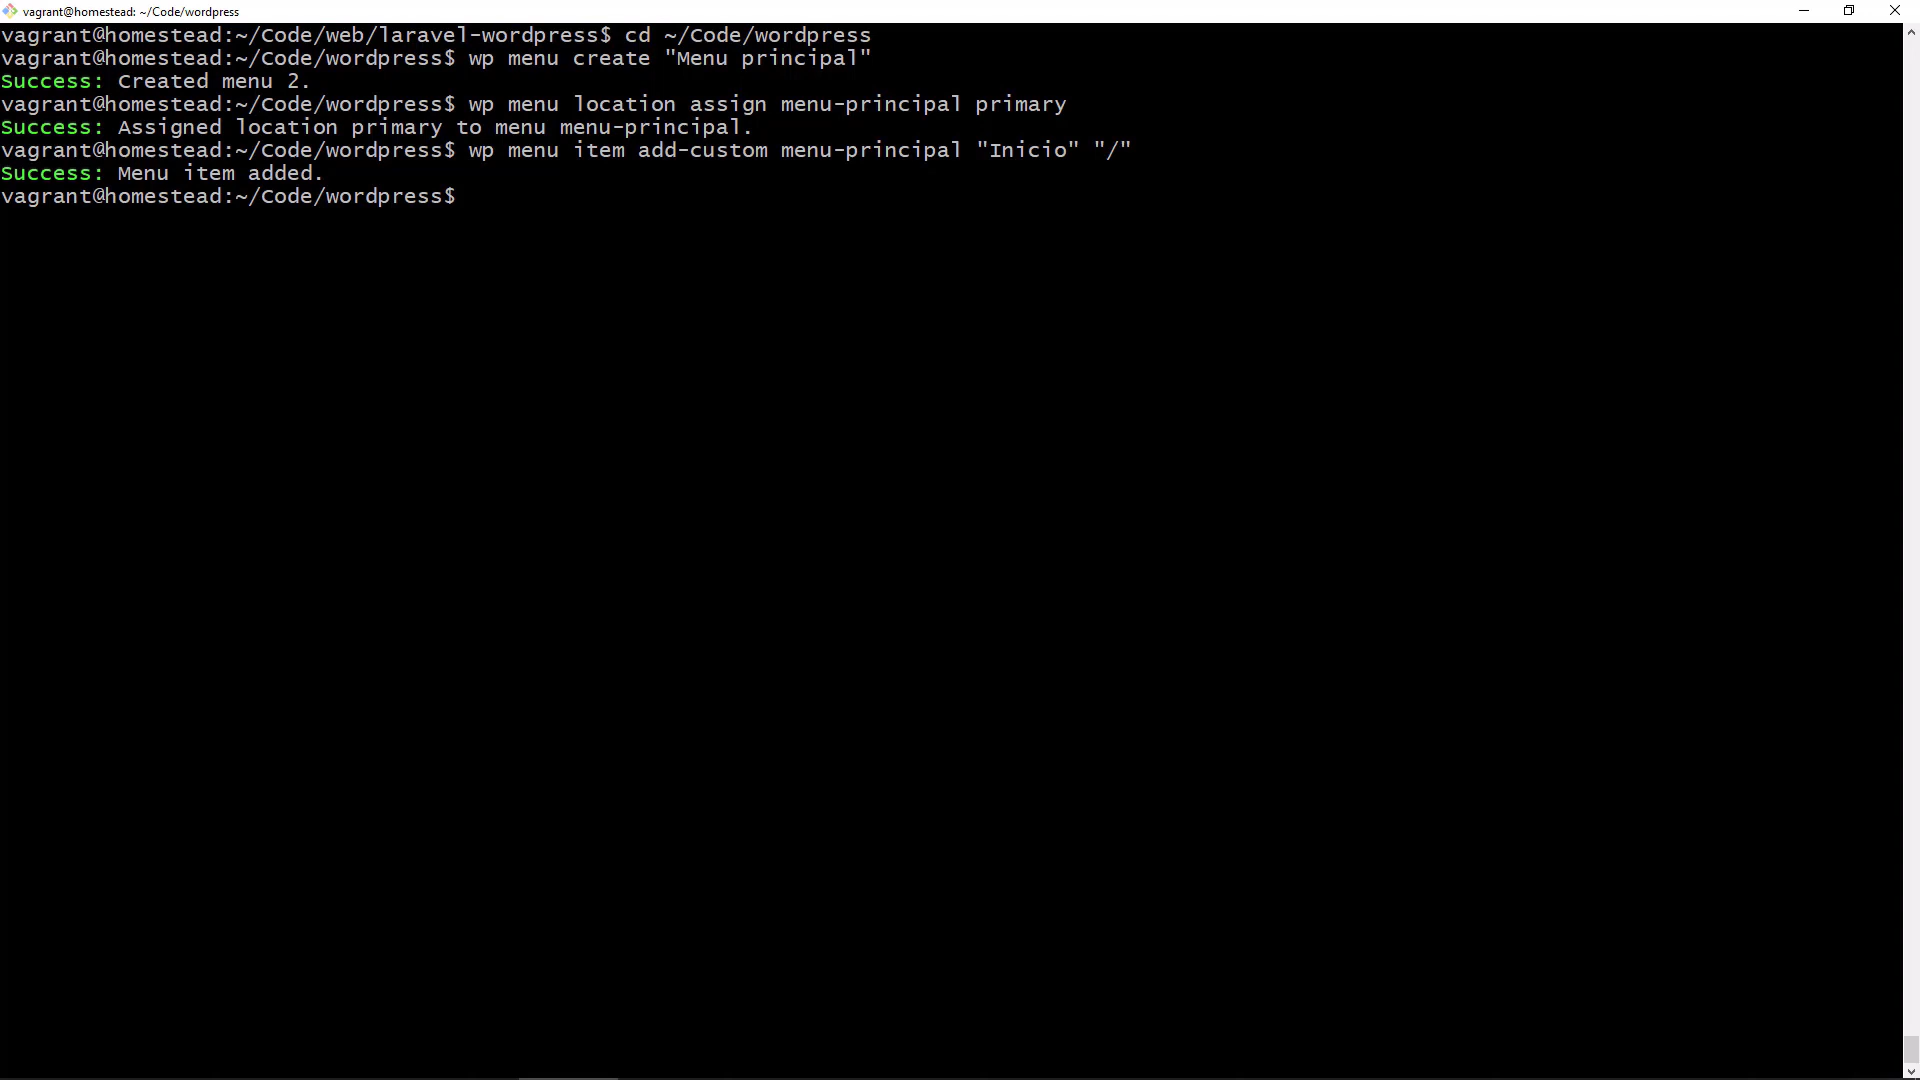 vagrant@homestead: ~/Code/wordpress
vagrant@homestead:~/Code/web/laravel-wordpress$ cd ~/Code/wordpress
vagrant@homestead:~/Code/wordpress$ wp menu create "Menu principal"
Success: Created menu 2.
vagrant@homestead:~/Code/wordpress$ wp menu location assign menu-principal primary
Success: Assigned location primary to menu menu-principal.
vagrant@homestead:~/Code/wordpress$ wp menu item add-custom menu-principal "Inicio" "/"
Success: Menu item added.
vagrant@homestead:~/Code/wordpress$